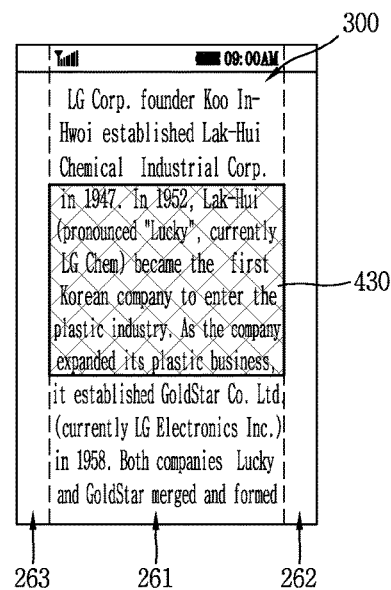 300
09:00AM
LG Corp. founder Koo In-
Hwoi established Lak-Hui
Chemical Industrial Corp.
in 1947. In 1952, Lak-Hui
(pronounced "Lucky", currently
LG Chem) became the first
Korean company to enter the
plastic industry. As the company
expanded its plastic business,
it established GoldStar Co. Ltd.
(currently LG Electronics Inc.)
in 1958. Both companies Lucky
and GoldStar merged and formed
430
263 261 262